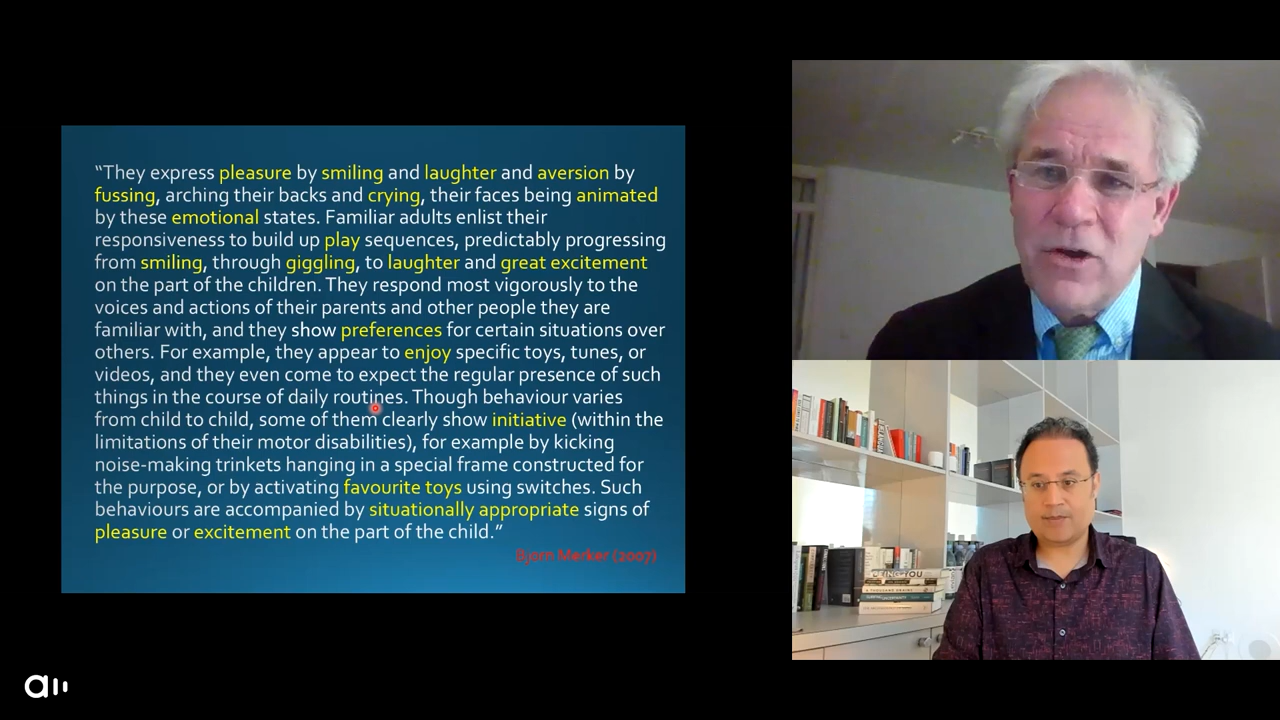 “They express pleasure by smiling and laughter and aversion by
fussing, arching their backs and crying, their faces being animated
by these emotional states. Familiar adults enlist their
responsiveness to build up play sequences, predictably progressing
from smiling, through giggling, to laughter and great excitement
on the part of the children. They respond most vigorously to the
voices and actions of their parents and other people they are
familiar with, and they show preferences for certain situations over
others. For example, they appear to enjoy specific toys, tunes, or
videos, and they even come to expect the regular presence of such
things in the course of daily routines. Though behaviour varies
from child to child, some of them clearly show initiative (within the
limitations of their motor disabilities), for example by kicking
noise-making trinkets hanging in a special frame constructed for
the purpose, or by activating favourite toys using switches. Such
behaviours are accompanied by situationally appropriate signs of
pleasure or excitement on the part of the child.”
Bjorn Merker (2007)